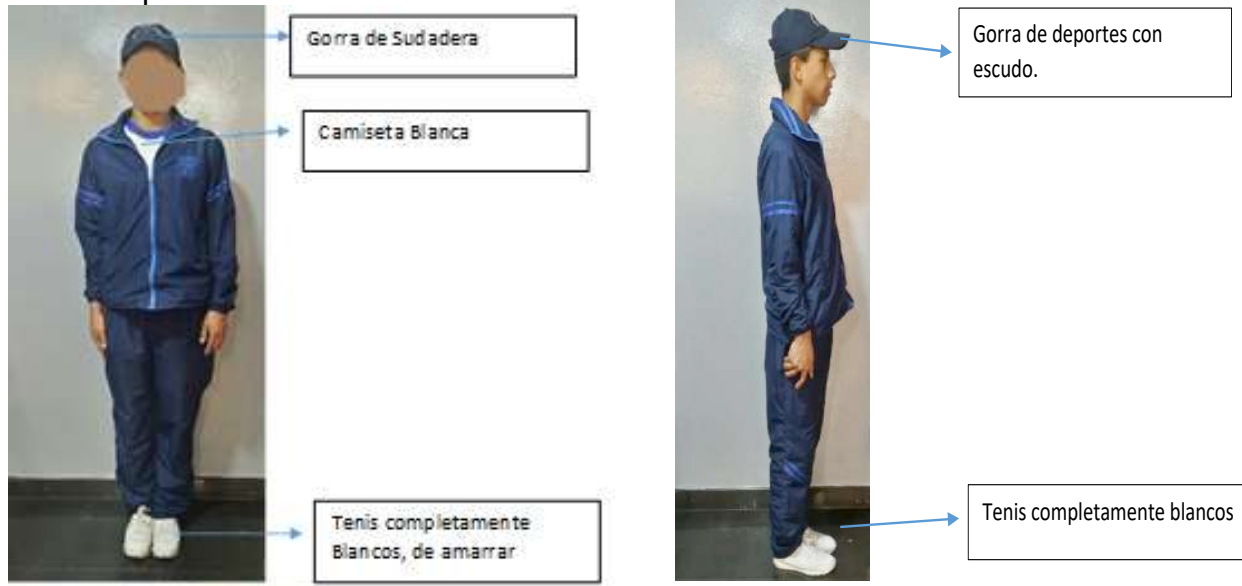 Gorra de Sudadera
Camiseta Blanca
Tenis completamente
Blancos, de amarrar
Gorra de deportes con
escudo.
Tenis completamente blancos